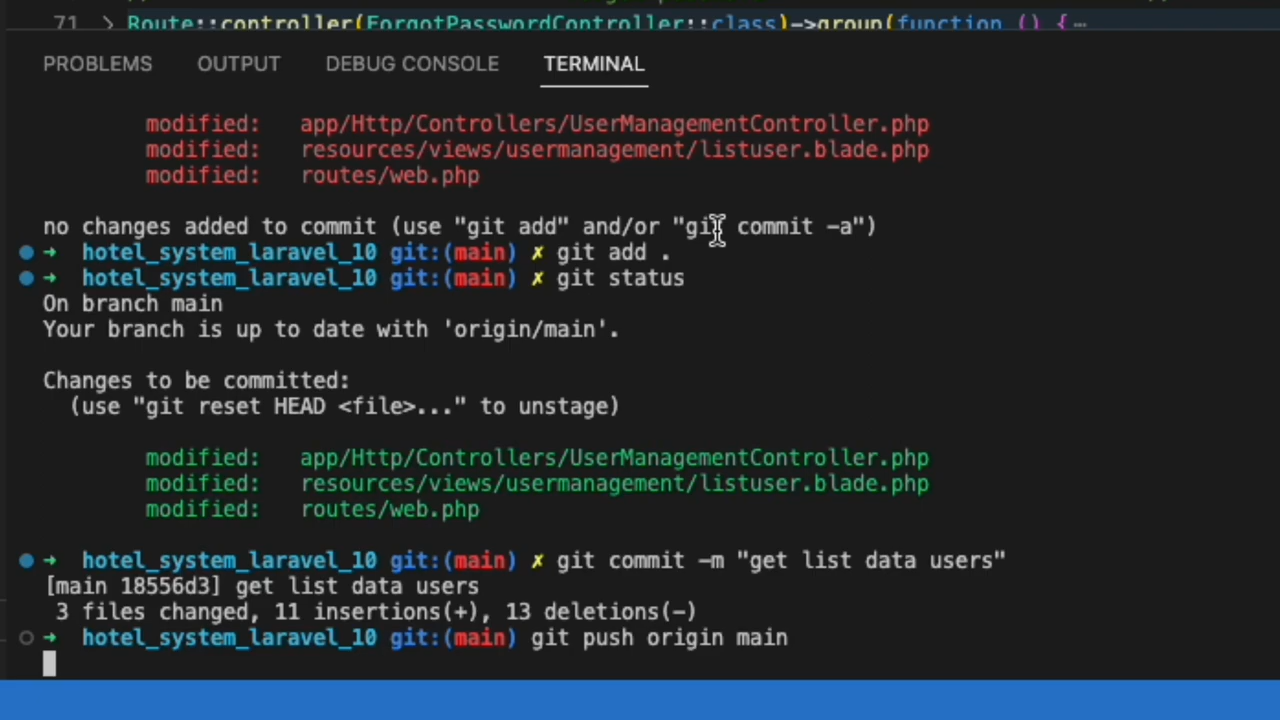 71 > Route::controller(ForgotPasswordController::class)->group(function () {⋯
PROBLEMS OUTPUT DEBUG CONSOLE TERMINAL
modified: app/Http/Controllers/UserManagementController.php
modified: resources/views/usermanagement/listuser.blade.php
modified: routes/web.php
no changes added to commit (use "git add" and/or "git commit -a")
➜ hotel_system_laravel_10 git:(main) ✗ git add .
➜ hotel_system_laravel_10 git:(main) ✗ git status
On branch main
Your branch is up to date with 'origin/main'.
Changes to be committed:
(use "git reset HEAD <file>..." to unstage)
modified: app/Http/Controllers/UserManagementController.php
modified: resources/views/usermanagement/listuser.blade.php
modified: routes/web.php
➜ hotel_system_laravel_10 git:(main) ✗ git commit -m "get list data users"
[main 18556d3] get list data users
3 files changed, 11 insertions(+), 13 deletions(-)
➜ hotel_system_laravel_10 git:(main) git push origin main